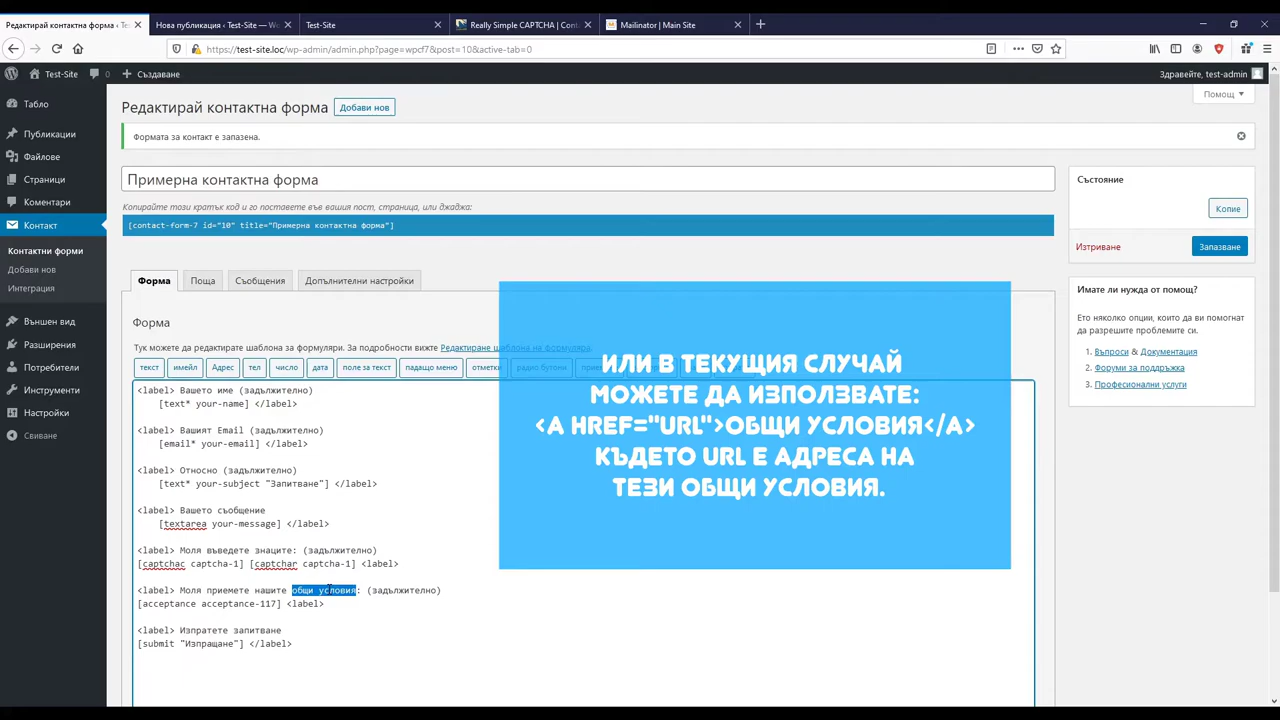 Редактирай контактна форма ‹ Te
Нова публикация ‹ Test-Site — W
Test-Site
Really Simple CAPTCHA | Cont
Mailinator | Main Site
https://test-site.loc/wp-admin/admin.php?page=wpcf7&post=10&active-tab=0
Test-Site
0
Създаване
Здравейте, test-admin
Табло
Публикации
Файлове
Страници
Коментари
Контакт
Контактни форми
Добави нов
Интеграция
Външен вид
Разширения
Потребители
Инструменти
Настройки
Свиване
Помощ
Редактирай контактна форма
Добави нов
Формата за контакт е запазена.
Примерна контактна форма
Копирайте този кратък код и го поставете във вашия пост, страница, или джаджа:
[contact-form-7 id="10" title="Примерна контактна форма"]
Форма
Поща
Съобщения
Допълнителни настройки
Форма
Тук можете да редактирате шаблона за формуляри. За подробности вижте Редактиране шаблона на формуляра.
текст
имейл
Адрес
тел
число
дата
поле за текст
падащо меню
отметки
радио бутони
<label> Вашето име (задължително)
[text* your-name] </label>
<label> Вашият Email (задължително)
[email* your-email] </label>
<label> Относно (задължително)
[text* your-subject "Запитване"] </label>
<label> Вашето съобщение
[textarea your-message] </label>
<label> Моля въведете знаците: (задължително)
[captchac captcha-1] [captchar captcha-1] <label>
<label> Моля приемете нашите общи условия: (задължително)
[acceptance acceptance-117] <label>
<label> Изпратете запитване
[submit "Изпращане"] </label>
ИЛИ В ТЕКУЩИЯ СЛУЧАЙ
МОЖЕТЕ ДА ИЗПОЛЗВАТЕ:
<A HREF="URL">ОБЩИ УСЛОВИЯ</A>
КЪДЕТО URL Е АДРЕСА НА
ТЕЗИ ОБЩИ УСЛОВИЯ.
Състояние
Копие
Изтриване
Запазване
Имате ли нужда от помощ?
Ето няколко опции, които да ви помогнат
да разрешите проблемите си.
1. Въпроси & Документация
2. Форуми за поддръжка
3. Професионални услуги